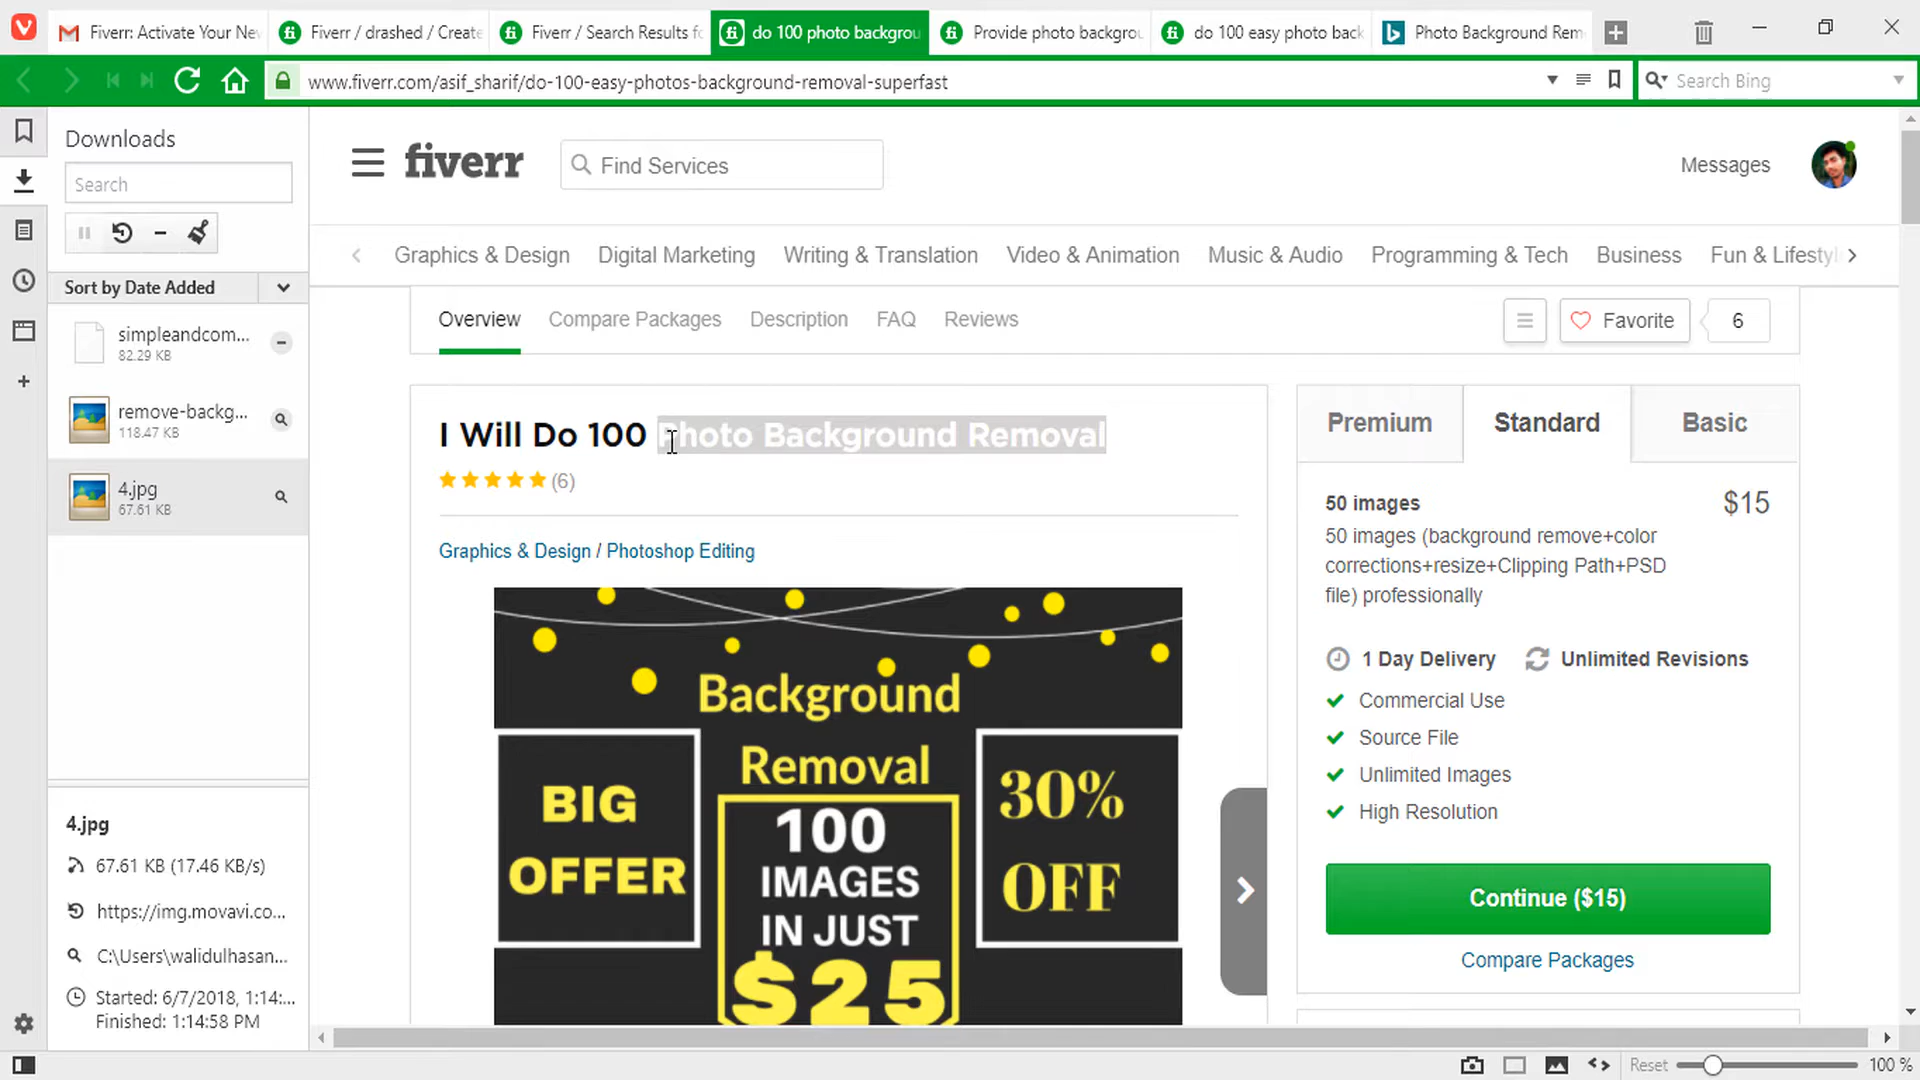 Fiverr: Activate Your Ne
Fiverr / drashed / Create
Fiverr / Search Results fo
do 100 photo backgrou
Provide photo backgrou
do 100 easy photo back
Photo Background Rem
www.fiverr.com/asif_sharif/do-100-easy-photos-background-removal-superfast
Search Bing
Downloads
Search
Sort by Date Added
simpleandcom...
82.29 KB
remove-backg...
118.47 KB
4.jpg
67.61 KB
4.jpg
67.61 KB (17.46 KB/s)
https://img.movavi.co...
C:\Users\walidulhasan...
Started: 6/7/2018, 1:14:...
Finished: 1:14:58 PM
fiverr
Find Services
Messages
Graphics & Design
Digital Marketing
Writing & Translation
Video & Animation
Music & Audio
Programming & Tech
Business
Fun & Lifestyl
Overview
Compare Packages
Description
FAQ
Reviews
Favorite
6
I Will Do 100 Photo Background Removal
(6)
Graphics & Design / Photoshop Editing
Background
Removal
BIG
OFFER
100
IMAGES
IN JUST
$25
30%
OFF
Premium
Standard
Basic
50 images
$15
50 images (background remove+color
corrections+resize+Clipping Path+PSD
file) professionally
1 Day Delivery
Unlimited Revisions
Commercial Use
Source File
Unlimited Images
High Resolution
Continue ($15)
Compare Packages
Reset
100 %